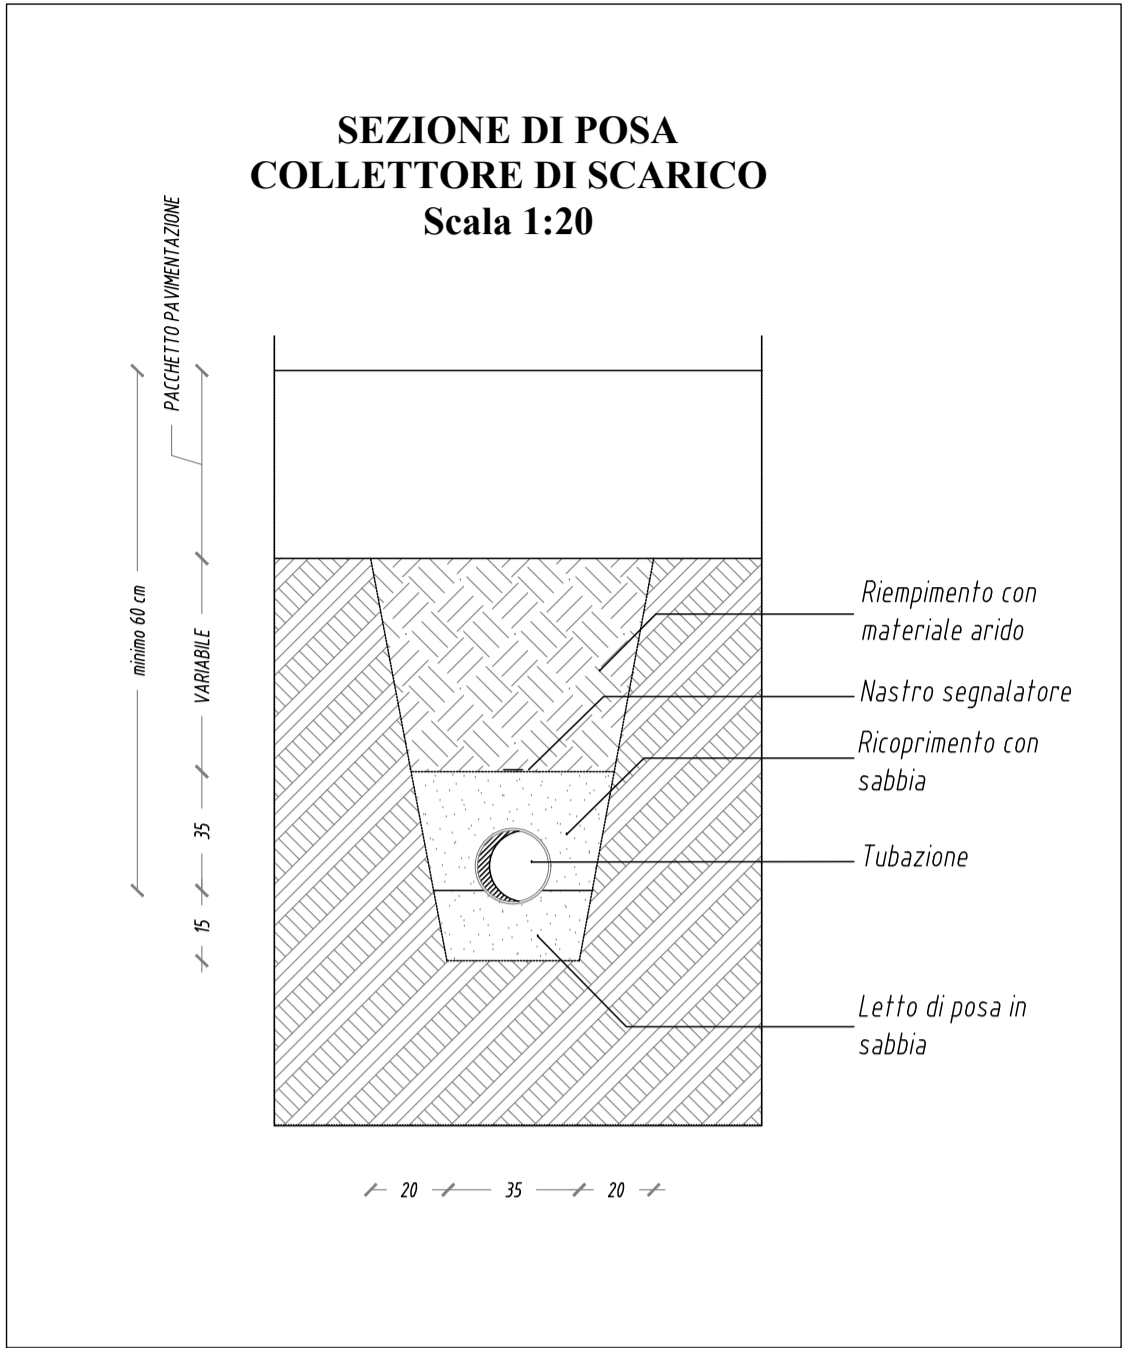 SEZIONE DI POSA
COLLETTORE DI SCARICO
Scala 1:20
PACCHETTO PAVIMENTAZIONE
minimo 60 cm
VARIABILE
35
15
Riempimento con
materiale arido
Nastro segnalatore
Ricoprimento con
sabbia
Tubazione
Letto di posa in
sabbia
20
35
20